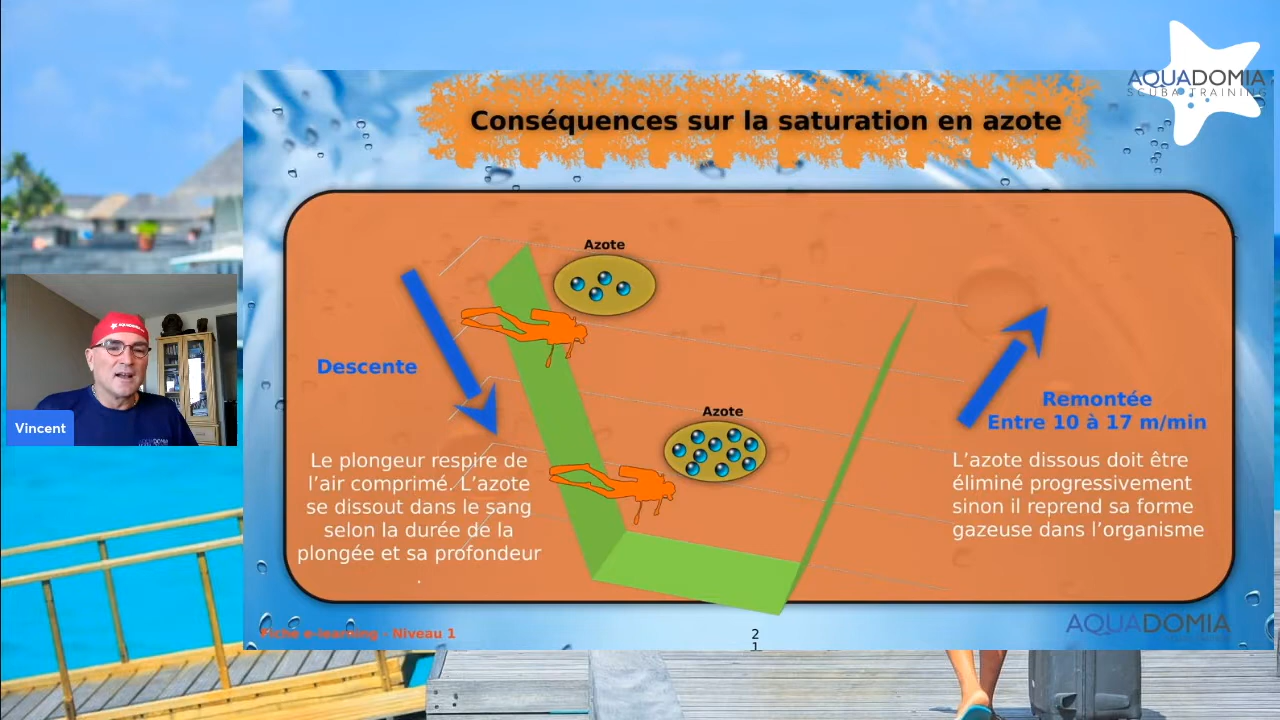 AQUADOMIA
SCUBA TRAINING
Conséquences sur la saturation en azote
Azote
Descente
Azote
Remontée
Entre 10 à 17 m/min
Le plongeur respire de
l’air comprimé. L’azote
se dissout dans le sang
selon la durée de la
plongée et sa profondeur
.
L’azote dissous doit être
éliminé progressivement
sinon il reprend sa forme
gazeuse dans l’organisme
Vincent
Fiche e-learning - Niveau 1
2
1
AQUADOMIA